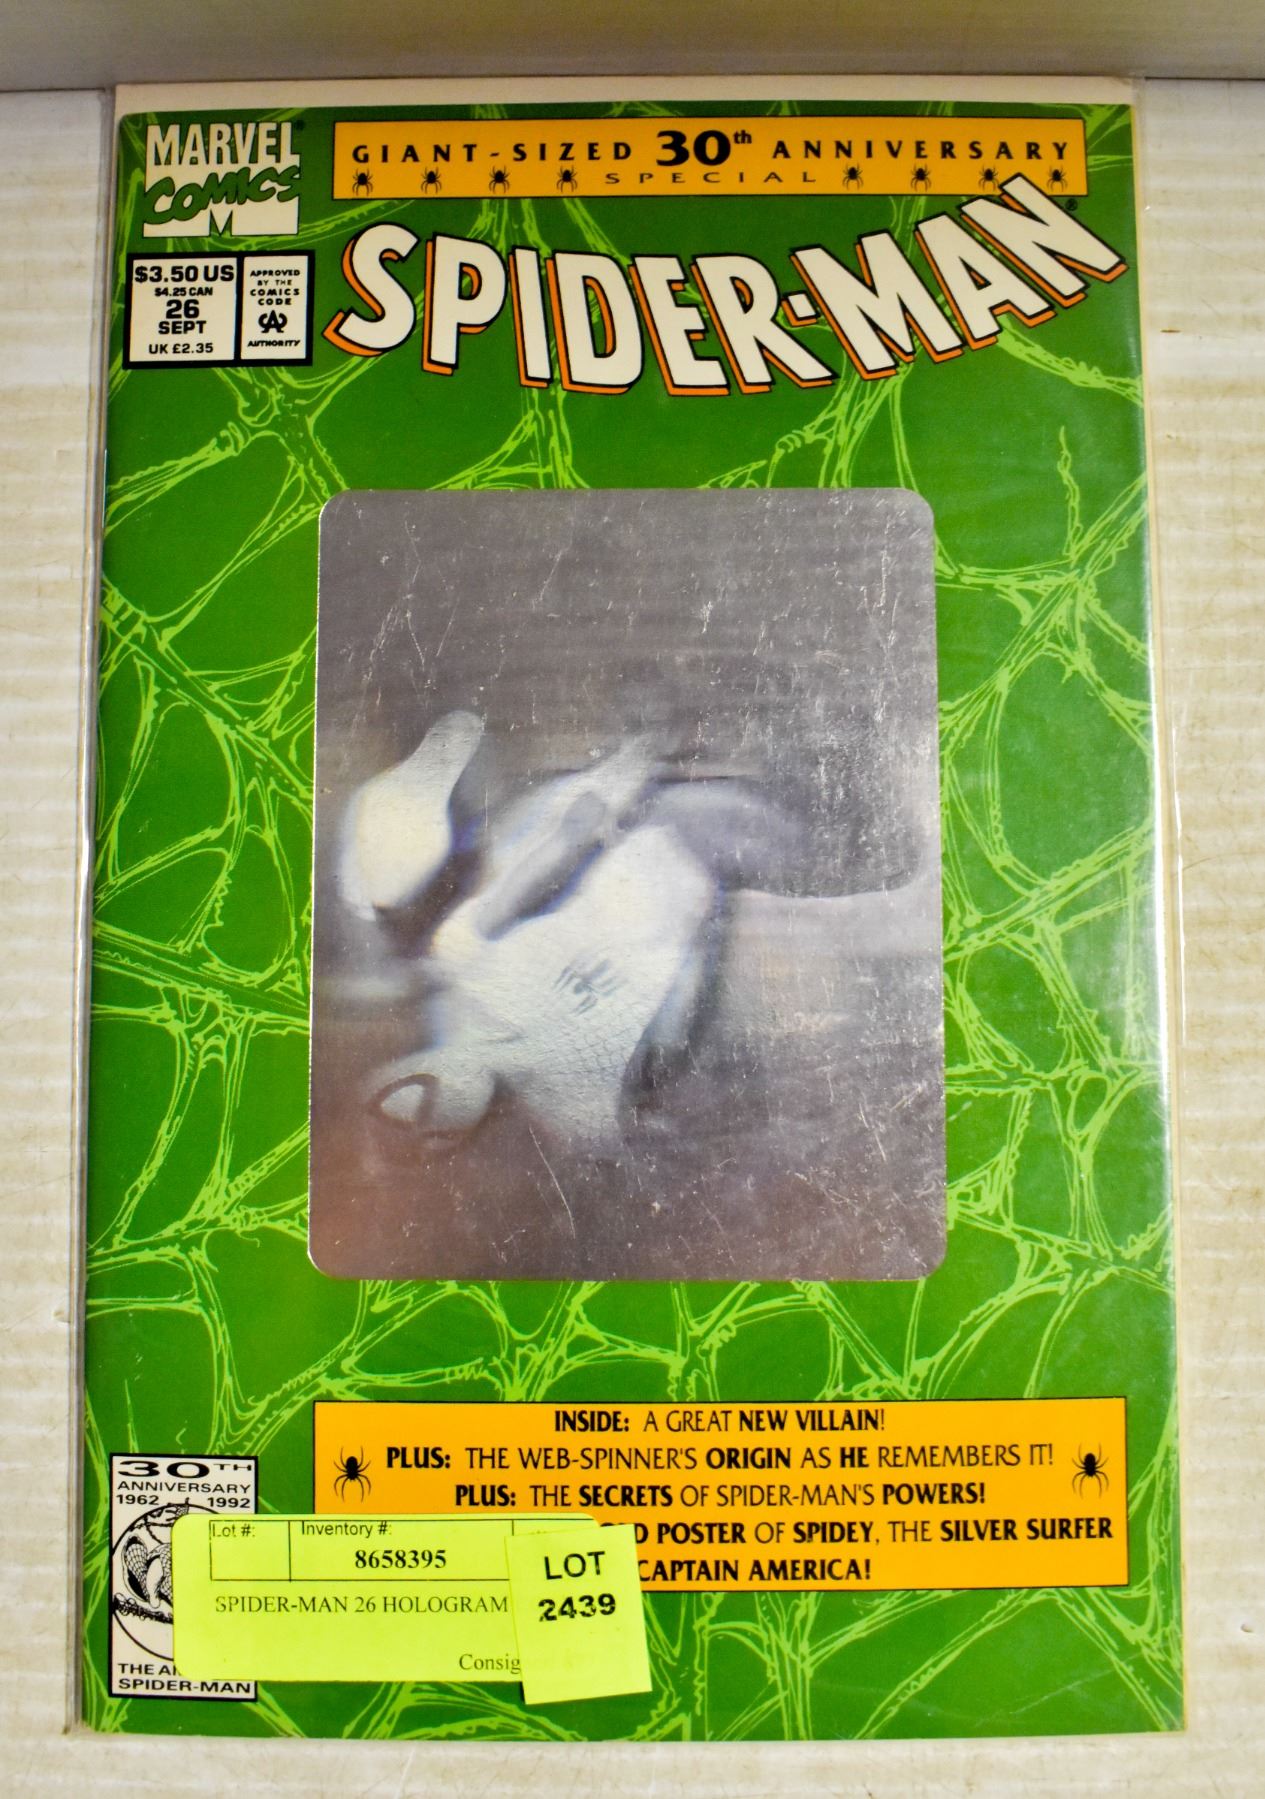 MARVEL
COMICS
M
GIANT-SIZED 30th ANNIVERSARY
SPECIAL
SPIDER-MAN
$3.50 US
$4.25 CAN
26
SEPT
UK £2.35
APPROVED
BY THE
COMICS
CODE
CA
AUTHORITY
INSIDE: A GREAT NEW VILLAIN!
PLUS: THE WEB-SPINNER'S ORIGIN AS HE REMEMBERS IT!
PLUS: THE SECRETS OF SPIDER-MAN'S POWERS!
POSTER OF SPIDEY, THE SILVER SURFER
CAPTAIN AMERICA!
30TH
ANNIVERSARY
1962 1992
THE
SPIDER-MAN
Lot #: Inventory #:
8658395
SPIDER-MAN 26 HOLOGRAM
LOT
2439